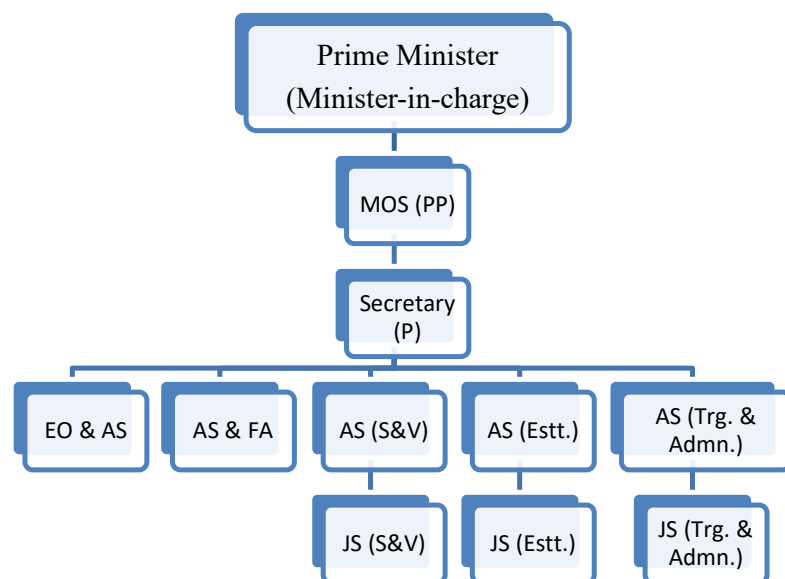 Prime Minister
(Minister-in-charge)
MOS (PP)
Secretary
(P)
EO & AS
AS & FA
AS (S&V)
AS (Estt.)
AS (Trg. &
Admn.)
JS (S&V)
JS (Estt.)
JS (Trg. &
Admn.)